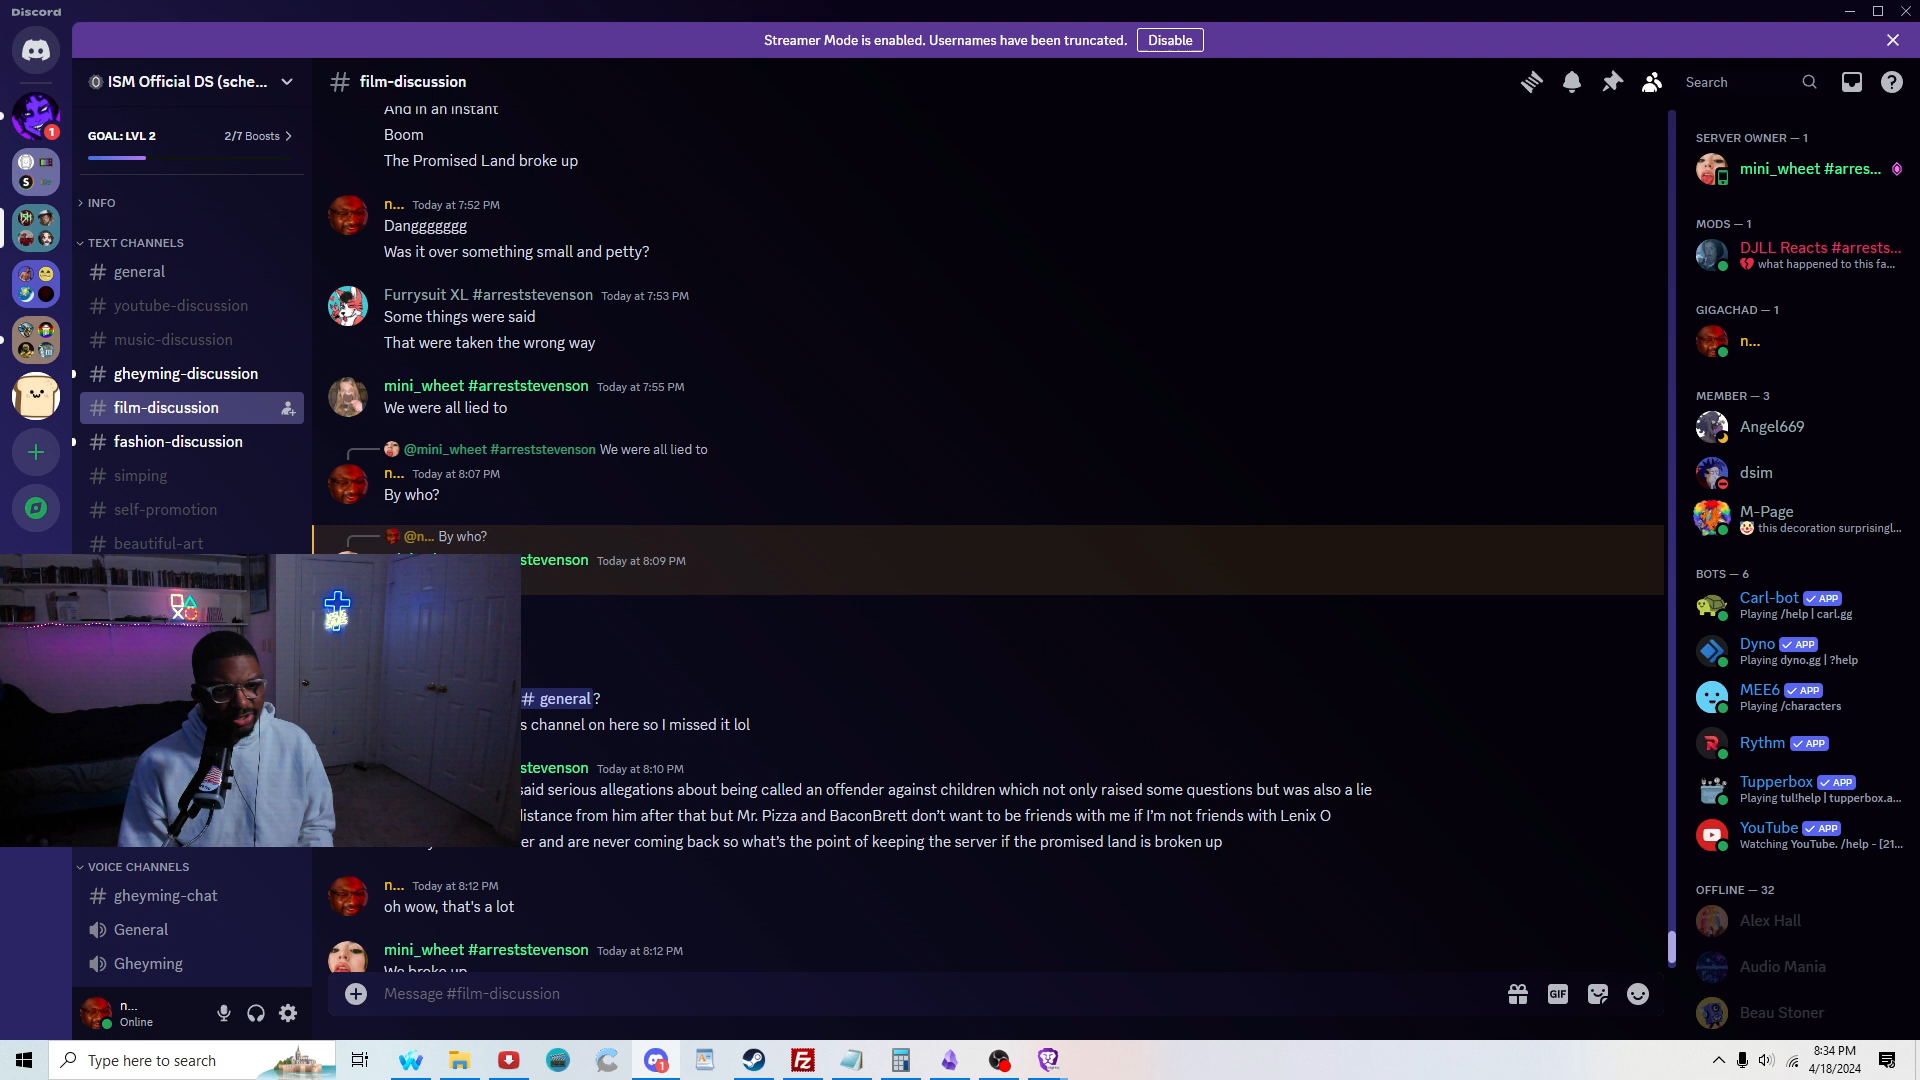 Discord
Streamer Mode is enabled. Usernames have been truncated. Disable
ISM Official DS (sche...
film-discussion
Search
GOAL: LVL 2 2/7 Boosts
INFO
TEXT CHANNELS
general
youtube-discussion
music-discussion
gheyming-discussion
film-discussion
fashion-discussion
simping
self-promotion
beautiful-art
VOICE CHANNELS
gheyming-chat
General
Gheyming
n...
Online
And in an instant
Boom
The Promised Land broke up
n... Today at 7:52 PM
Danggggggg
Was it over something small and petty?
Furrysuit XL #arreststevenson Today at 7:53 PM
Some things were said
That were taken the wrong way
mini_wheet #arreststevenson Today at 7:55 PM
We were all lied to
@mini_wheet #arreststevenson We were all lied to
n... Today at 8:07 PM
By who?
@n... By who?
stevenson Today at 8:09 PM
# general?
s channel on here so I missed it lol
stevenson Today at 8:10 PM
said serious allegations about being called an offender against children which not only raised some questions but was also a lie
distance from him after that but Mr. Pizza and BaconBrett don't want to be friends with me if I'm not friends with Lenix O
er and are never coming back so what's the point of keeping the server if the promised land is broken up
n... Today at 8:12 PM
oh wow, that's a lot
mini_wheet #arreststevenson Today at 8:12 PM
We broke up
Message #film-discussion
GIF
SERVER OWNER — 1
mini_wheet #arres...
MODS — 1
DJLL Reacts #arrests...
what happened to this fa...
GIGACHAD — 1
n...
MEMBER — 3
Angel669
dsim
M-Page
this decoration surprisingl...
BOTS — 6
Carl-bot APP
Playing /help | carl.gg
Dyno APP
Playing dyno.gg | ?help
MEE6 APP
Playing /characters
Rythm APP
Tupperbox APP
Playing tul!help | tupperbox.a...
YouTube APP
Watching YouTube. /help - [21...
OFFLINE — 32
Alex Hall
Audio Mania
Beau Stoner
Type here to search
8:34 PM
4/18/2024